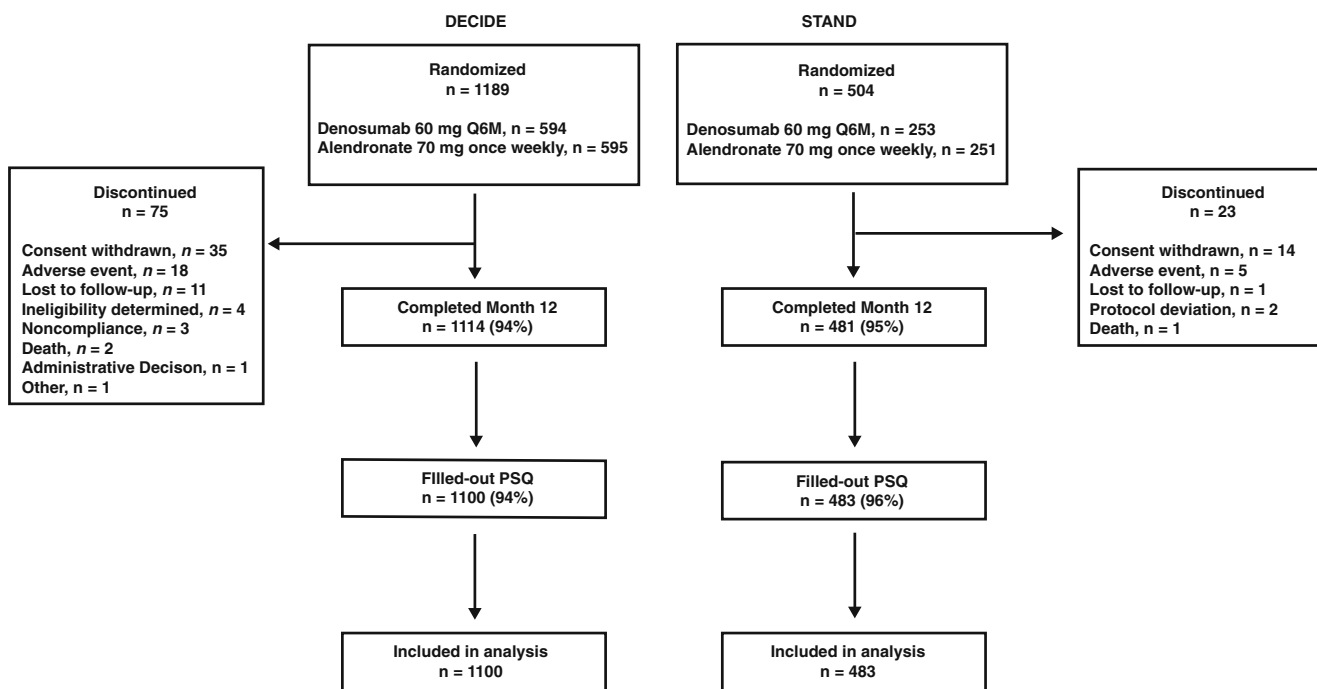 DECIDE
Randomized
n = 1189
Denosumab 60 mg Q6M, n = 594
Alendronate 70 mg once weekly, n = 595
Discontinued
n = 75
Consent withdrawn, n = 35
Adverse event, n = 18
Lost to follow-up, n = 11
Ineligibility determined, n = 4
Noncompliance, n = 3
Death, n = 2
Administrative Decison, n = 1
Other, n = 1
Completed Month 12
n = 1114 (94%)
FIlled-out PSQ
n = 1100 (94%)
Included in analysis
n = 1100
STAND
Randomized
n = 504
Denosumab 60 mg Q6M, n = 253
Alendronate 70 mg once weekly, n = 251
Discontinued
n = 23
Consent withdrawn, n = 14
Adverse event, n = 5
Lost to follow-up, n = 1
Protocol deviation, n = 2
Death, n = 1
Completed Month 12
n = 481 (95%)
Filled-out PSQ
n = 483 (96%)
Included in analysis
n = 483